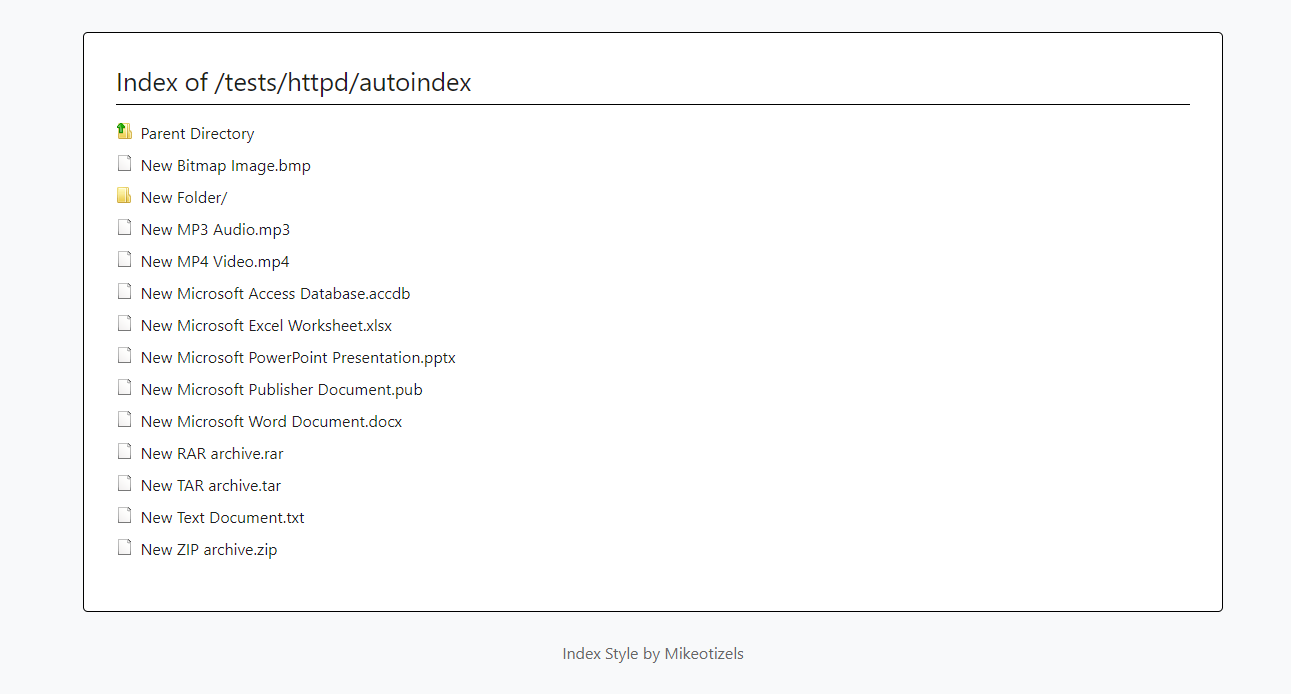 Index of /tests/httpd/autoindex
Parent Directory
New Bitmap Image.bmp
New Folder/
New MP3 Audio.mp3
New MP4 Video.mp4
New Microsoft Access Database.accdb
New Microsoft Excel Worksheet.xlsx
New Microsoft PowerPoint Presentation.pptx
New Microsoft Publisher Document.pub
New Microsoft Word Document.docx
New RAR archive.rar
New TAR archive.tar
New Text Document.txt
New ZIP archive.zip
Index Style by Mikeotizels